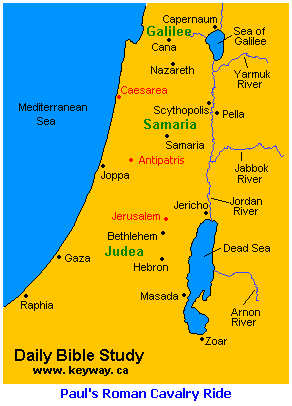 Capernaum
Galilee
Sea of
Galilee
Cana
Nazareth
Yarmuk
River
Caesarea
Mediterranean
Sea
Scythopolis
Pella
Samaria
Samaria
Antipatris
Joppa
Jabbok
River
Jericho
Jordan
River
Jerusalem
Bethlehem
Judea
Dead Sea
Gaza
Hebron
Masada
Raphia
Arnon
River
Zoar
Daily Bible Study
www. keyway.ca
Paul's Roman Cavalry Ride